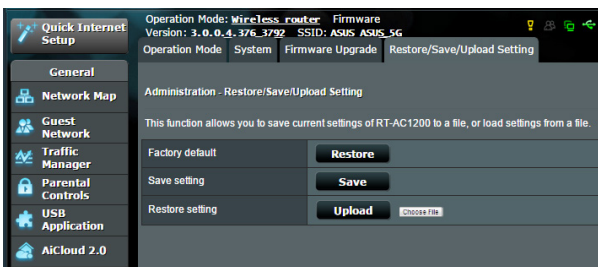 Quick Internet
Setup
General
Network Map
Guest
Network
Traffic
Manager
Parental
Controls
USB
Application
AiCloud 2.0
Operation Mode: Wireless router Firmware
Version: 3.0.0.4.376_3792 SSID: ASUS ASUS_5G
Operation Mode System Firmware Upgrade Restore/Save/Upload Setting
Administration - Restore/Save/Upload Setting
This function allows you to save current settings of RT-AC1200 to a file, or load settings from a file.
Factory default Restore
Save setting Save
Restore setting Upload Choose File